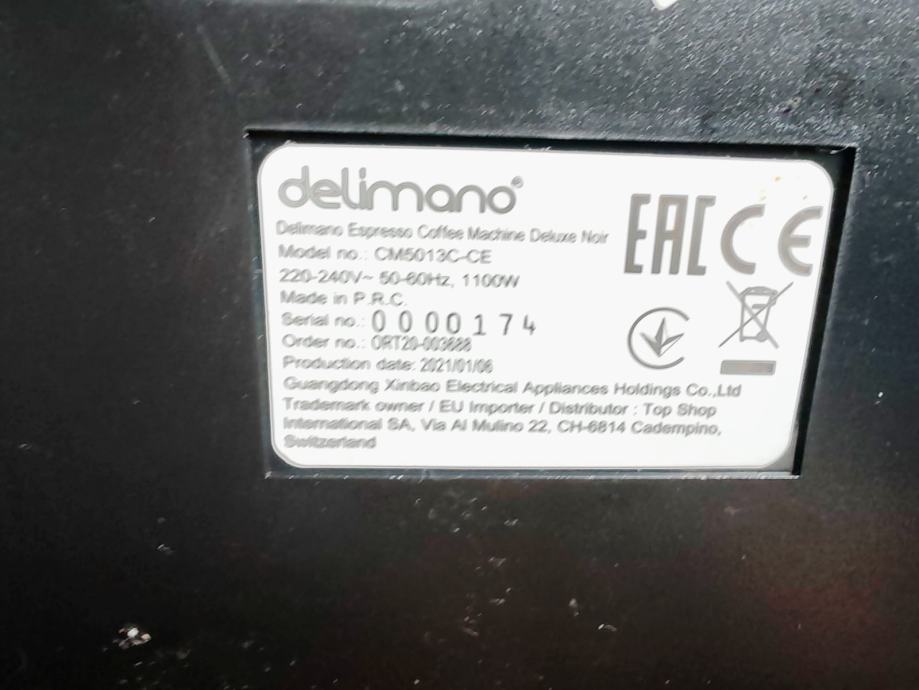 delimano®
Delimano Espresso Coffee Machine Deluxe Noir
Model no.: CM5013C-CE
220-240V~ 50-60Hz, 1100W
Made in P.R.C.
Serial no.: 0000174
Order no.: ORT20-003688
Production date: 2021/01/06
Guangdong Xinbao Electrical Appliances Holdings Co.,Ltd
Trademark owner / EU Importer / Distributor : Top Shop
International SA, Via Al Mulino 22, CH-6814 Cadempino,
Switzerland
EAC CE